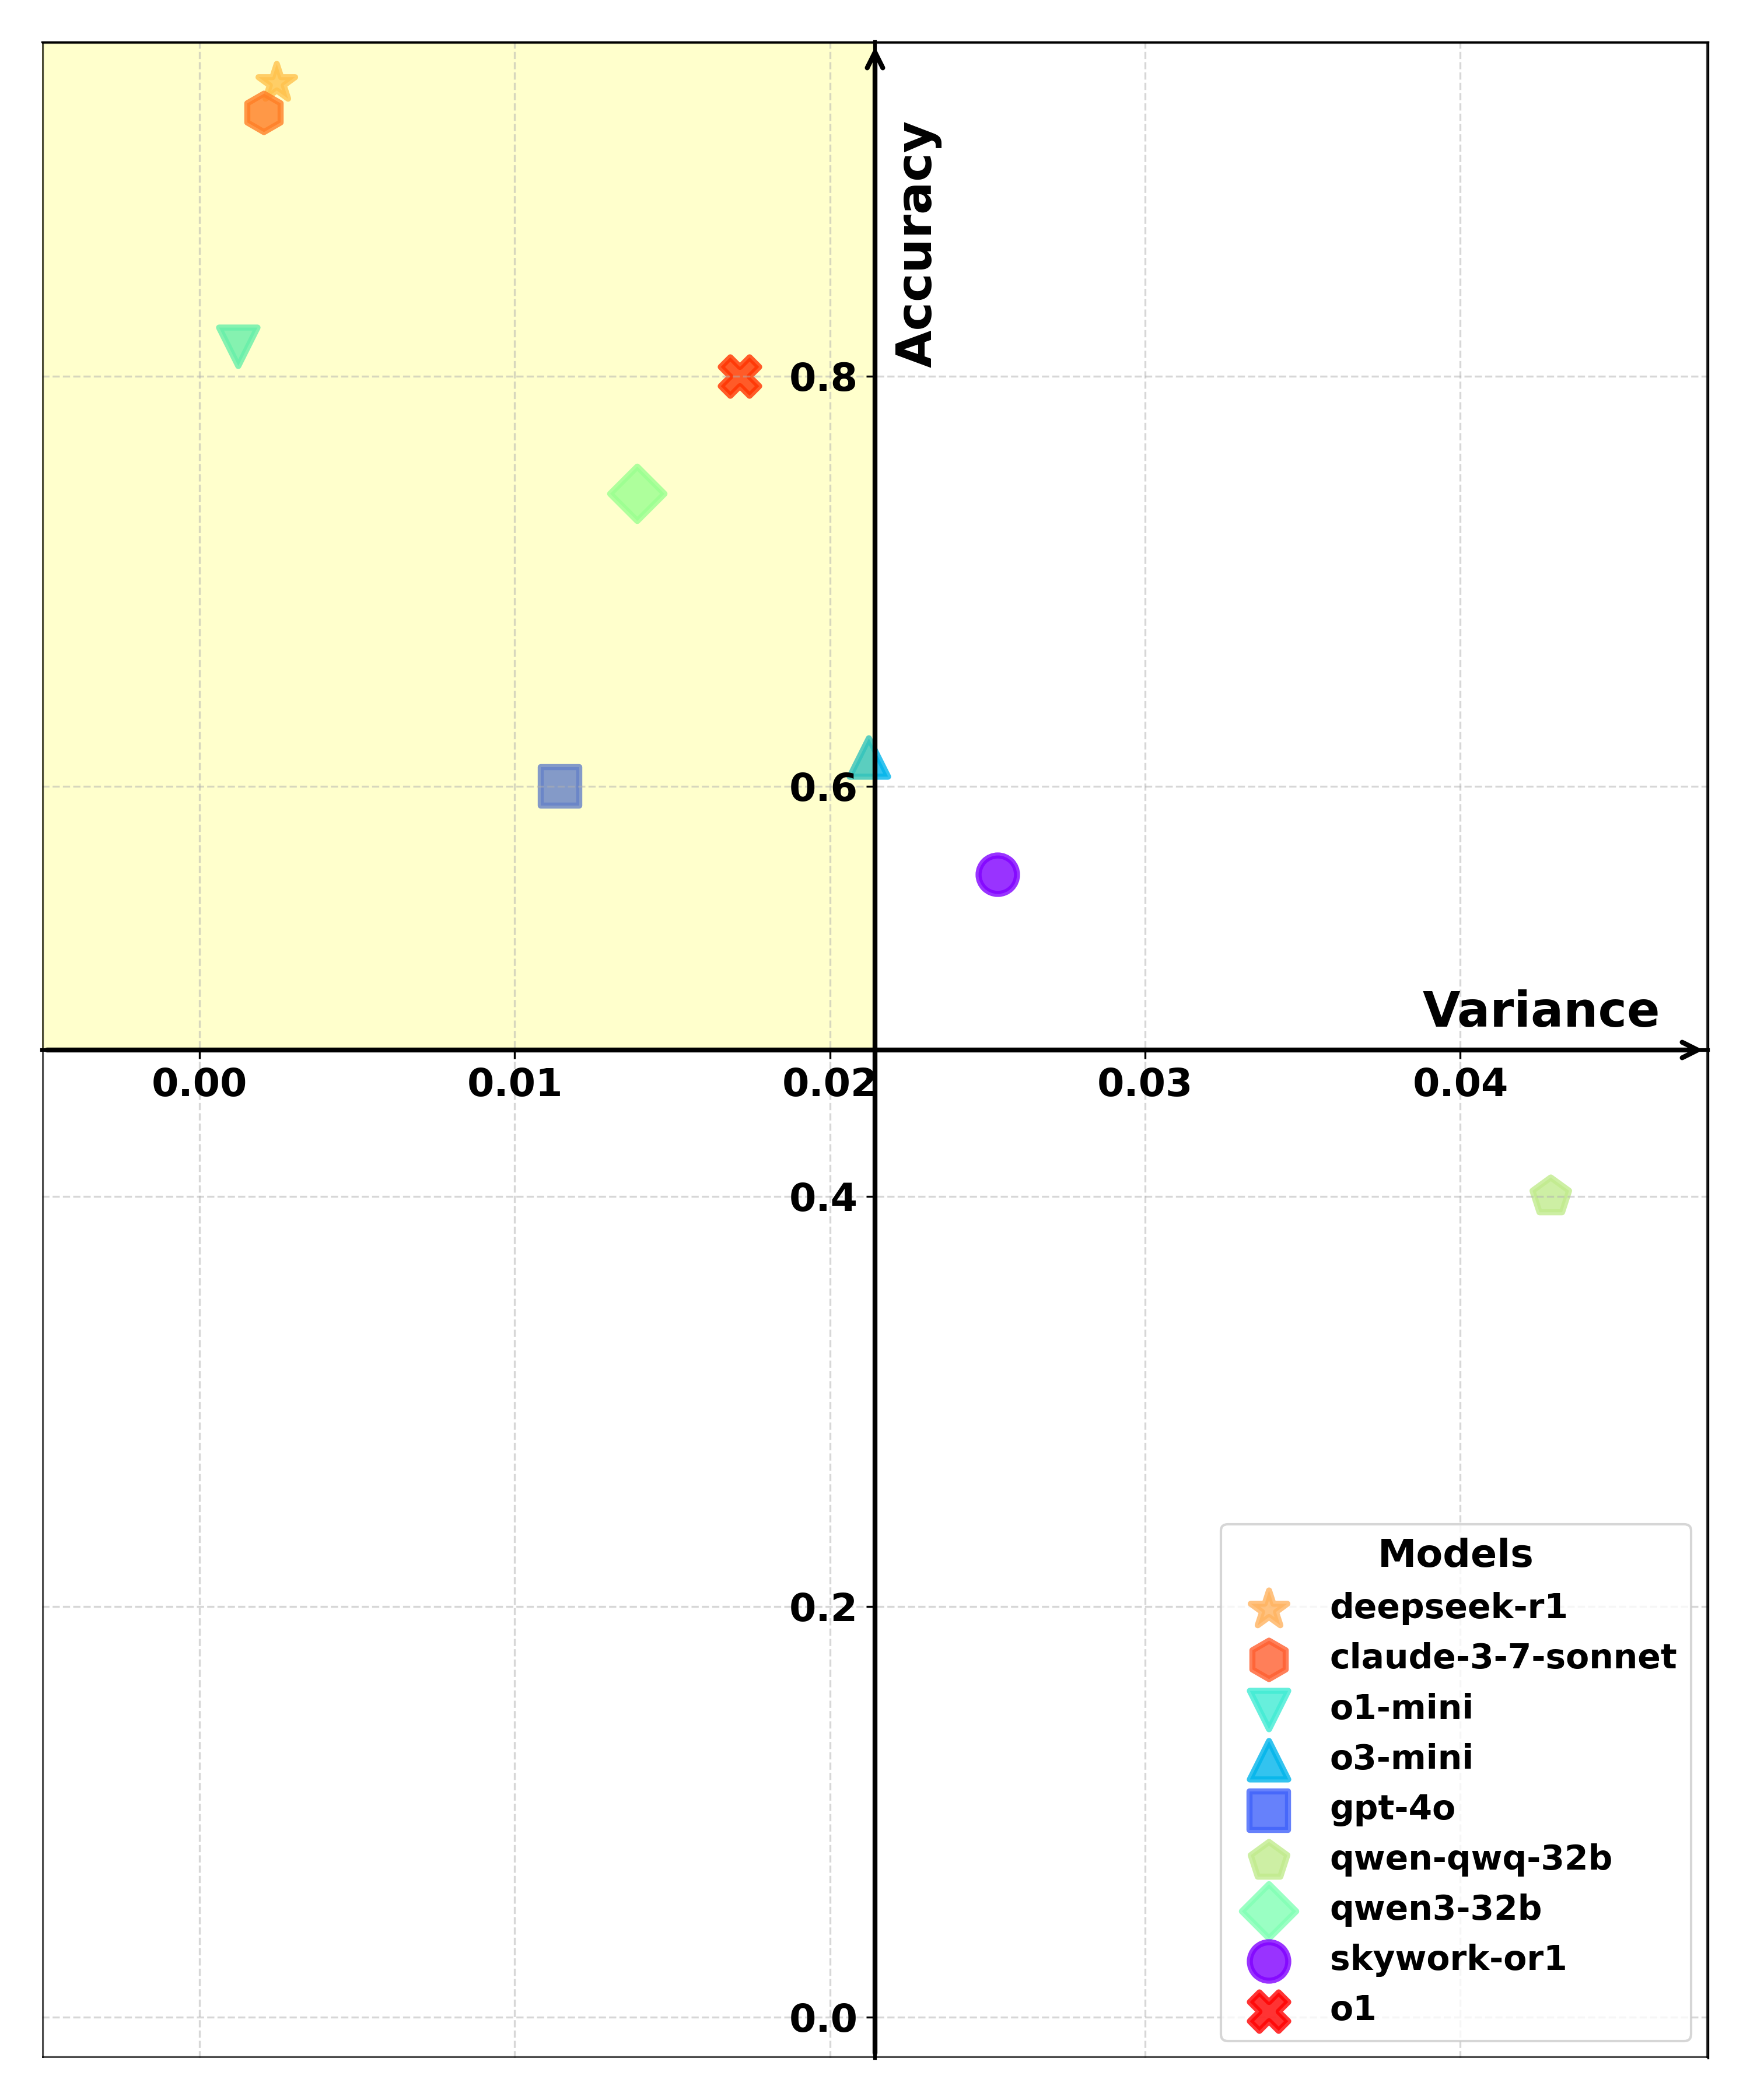 Accuracy
0.8
0.6
Variance
0.00 0.01 0.02 0.03 0.04
0.4
0.2
0.0
Models
deepseek-r1
claude-3-7-sonnet
o1-mini
o3-mini
gpt-4o
qwen-qwq-32b
qwen3-32b
skywork-or1
o1